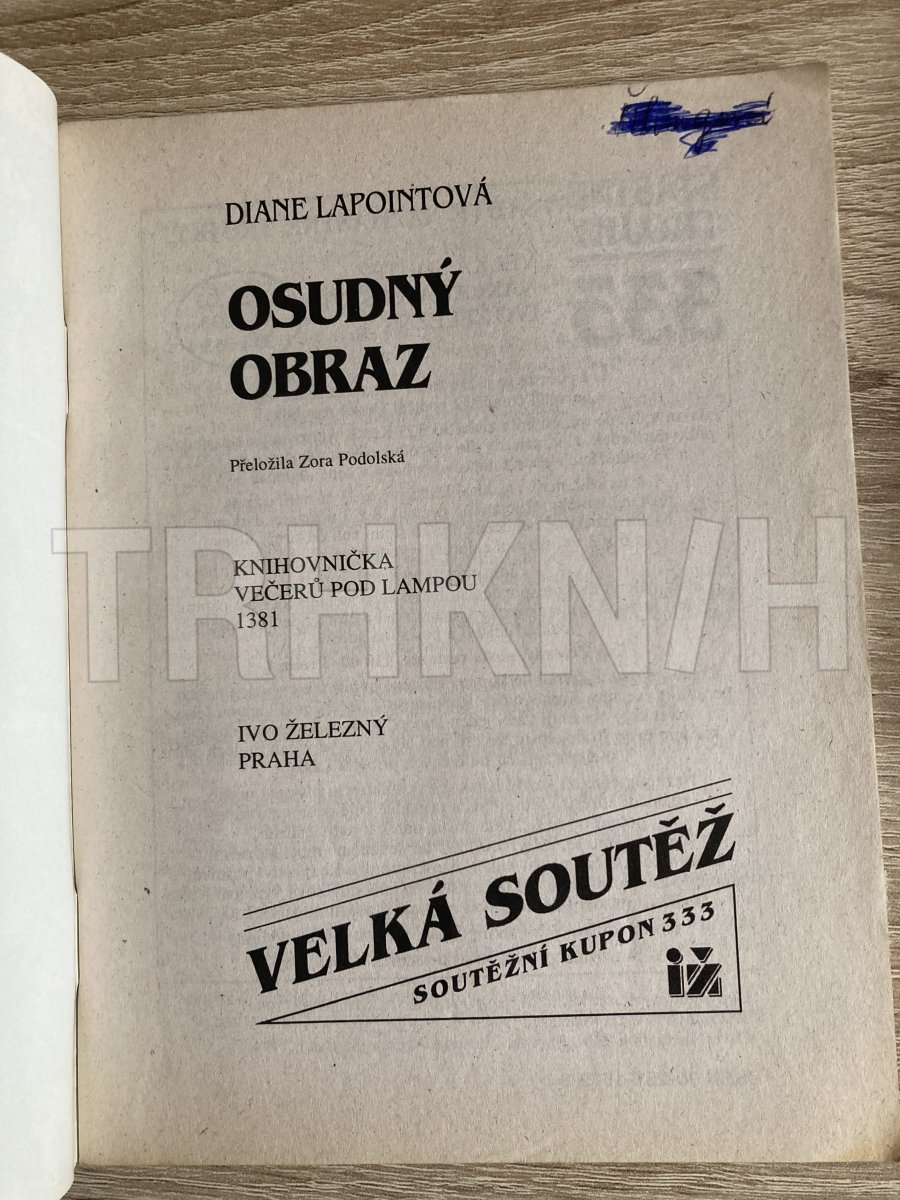 DIANE LAPOINTOVÁ
OSUDNÝ
OBRAZ
Přeložila Zora Podolská
TRHKNIH
KNIHOVNIČKA
VEČERŮ POD LAMPOU
1381
IVO ŽELEZNÝ
PRAHA
VELKÁ SOUTĚŽ
SOUTĚŽNÍ KUPON 333
iž